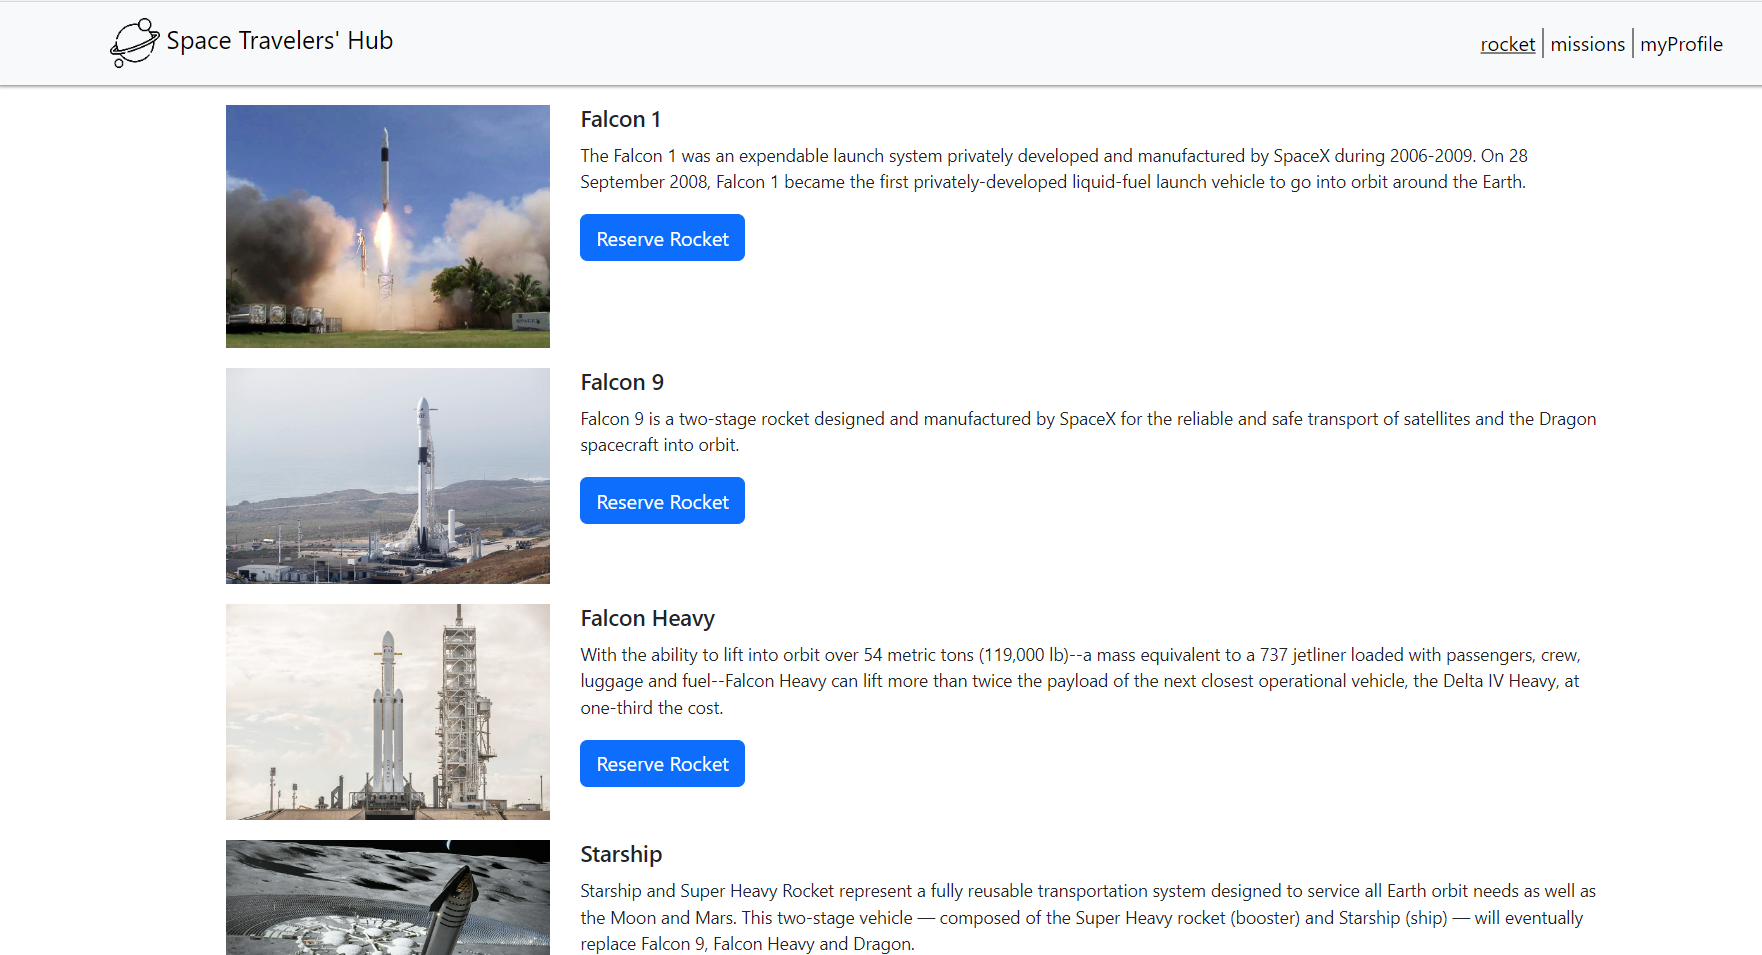 Space Travelers' Hub
rocket missions myProfile
Falcon 1
The Falcon 1 was an expendable launch system privately developed and manufactured by SpaceX during 2006-2009. On 28
September 2008, Falcon 1 became the first privately-developed liquid-fuel launch vehicle to go into orbit around the Earth.
Reserve Rocket
Falcon 9
Falcon 9 is a two-stage rocket designed and manufactured by SpaceX for the reliable and safe transport of satellites and the Dragon
spacecraft into orbit.
Reserve Rocket
Falcon Heavy
With the ability to lift into orbit over 54 metric tons (119,000 lb)--a mass equivalent to a 737 jetliner loaded with passengers, crew,
luggage and fuel--Falcon Heavy can lift more than twice the payload of the next closest operational vehicle, the Delta IV Heavy, at
one-third the cost.
Reserve Rocket
Starship
Starship and Super Heavy Rocket represent a fully reusable transportation system designed to service all Earth orbit needs as well as
the Moon and Mars. This two-stage vehicle — composed of the Super Heavy rocket (booster) and Starship (ship) — will eventually
replace Falcon 9, Falcon Heavy and Dragon.